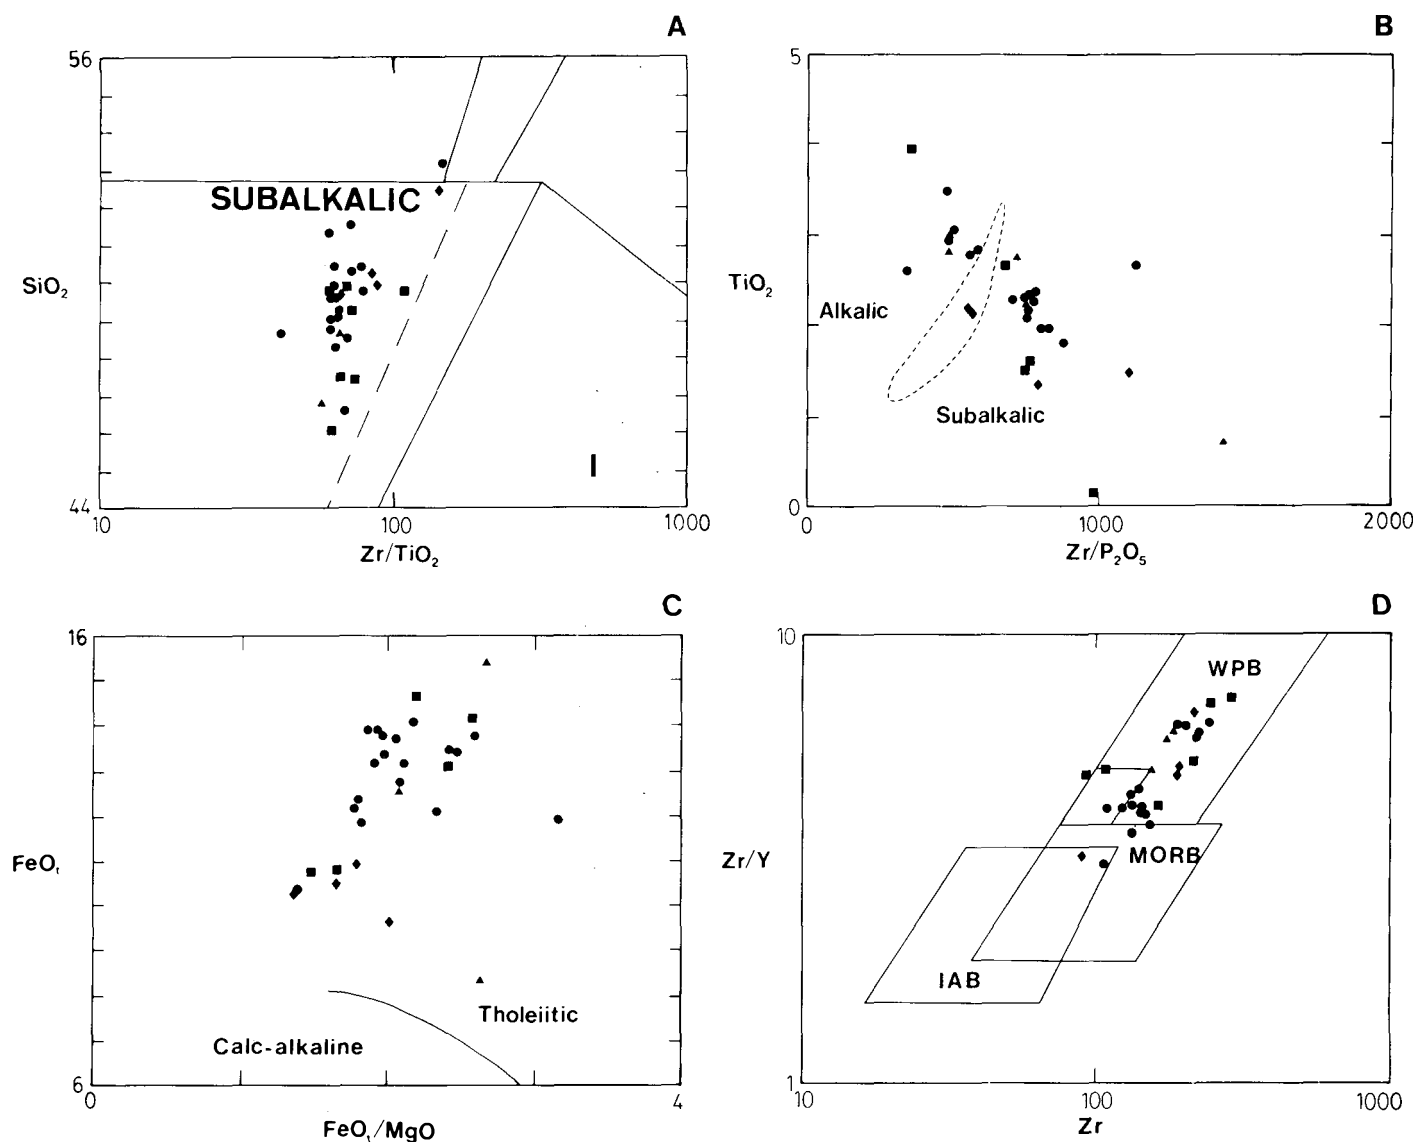 A
56
SUBALKALIC
SiO₂
44
10
100
1000
Zr/TiO₂
B
5
TiO₂
Alkalic
Subalkalic
0
0
1000
2000
Zr/P₂O₅
C
16
FeOₜ
Tholeiitic
Calc-alkaline
6
0
4
FeOₜ/MgO
D
10
WPB
Zr/Y
MORB
IAB
1
10
100
1000
Zr